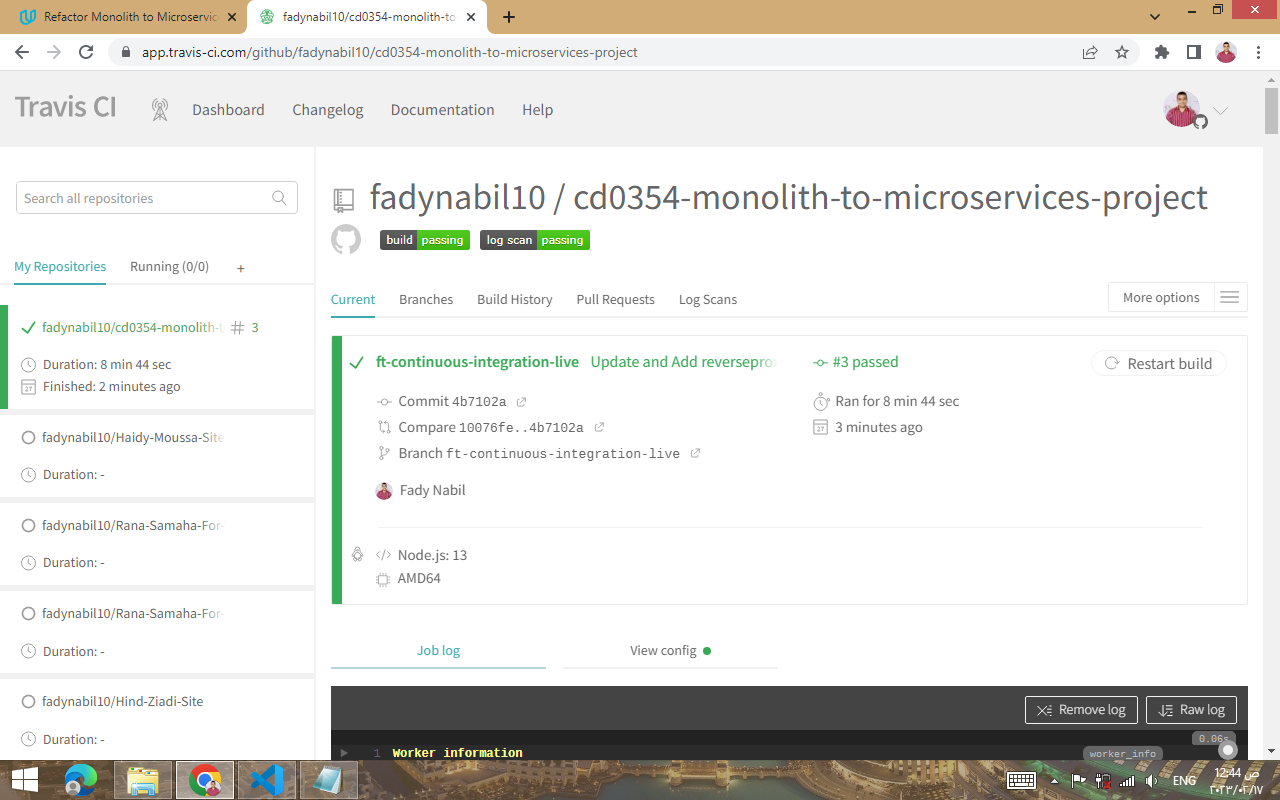 Refactor Monolith to Microservic
fadynabil10/cd0354-monolith-to
app.travis-ci.com/github/fadynabil10/cd0354-monolith-to-microservices-project
Travis CI
Dashboard
Changelog
Documentation
Help
Search all repositories
My Repositories
Running (0/0)
+
fadynabil10/cd0354-monolith-t
# 3
Duration: 8 min 44 sec
Finished: 2 minutes ago
fadynabil10/Haidy-Moussa-Site
Duration: -
fadynabil10/Rana-Samaha-For-
Duration: -
fadynabil10/Rana-Samaha-For-
Duration: -
fadynabil10/Hind-Ziadi-Site
Duration: -
fadynabil10 / cd0354-monolith-to-microservices-project
build passing
log scan passing
Current
Branches
Build History
Pull Requests
Log Scans
More options
ft-continuous-integration-live Update and Add reversepro
#3 passed
Restart build
Commit 4b7102a
Compare 10076fe..4b7102a
Branch ft-continuous-integration-live
Ran for 8 min 44 sec
3 minutes ago
Fady Nabil
Node.js: 13
AMD64
Job log
View config
Remove log
Raw log
0.06s
1 Worker information
worker_info
ENG
12:44 ص
٢٠٢٣/٠٢/١٧